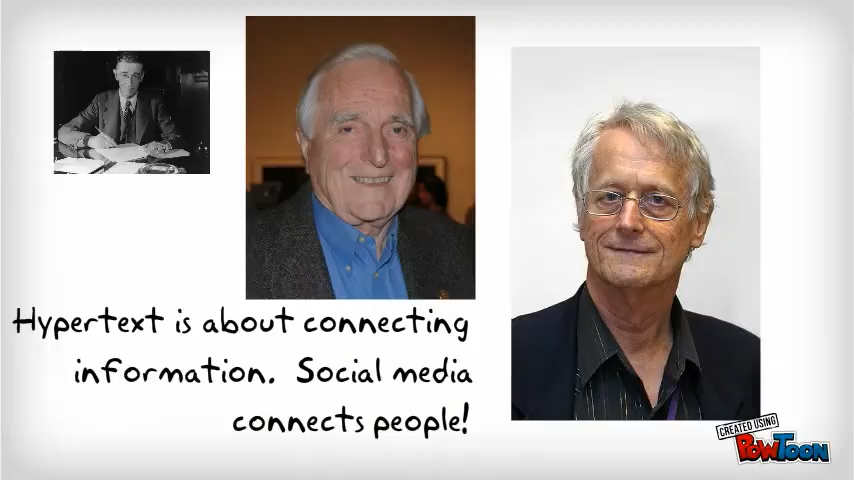 Hypertext is about connecting
information. Social media
connects people!
CREATED USING
POWTOON